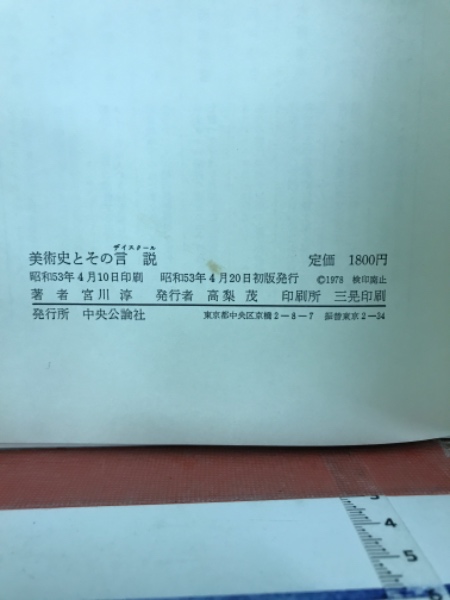 ディスクール
美術史とその言説 定価 1800円
昭和53年4月10日印刷 昭和53年4月20日初版発行 ©1978 検印廃止
著者 宮川淳 発行者 高梨茂 印刷所 三晃印刷
発行所 中央公論社 東京都中央区京橋2-8-7 振替東京2-34
3
4
5
6